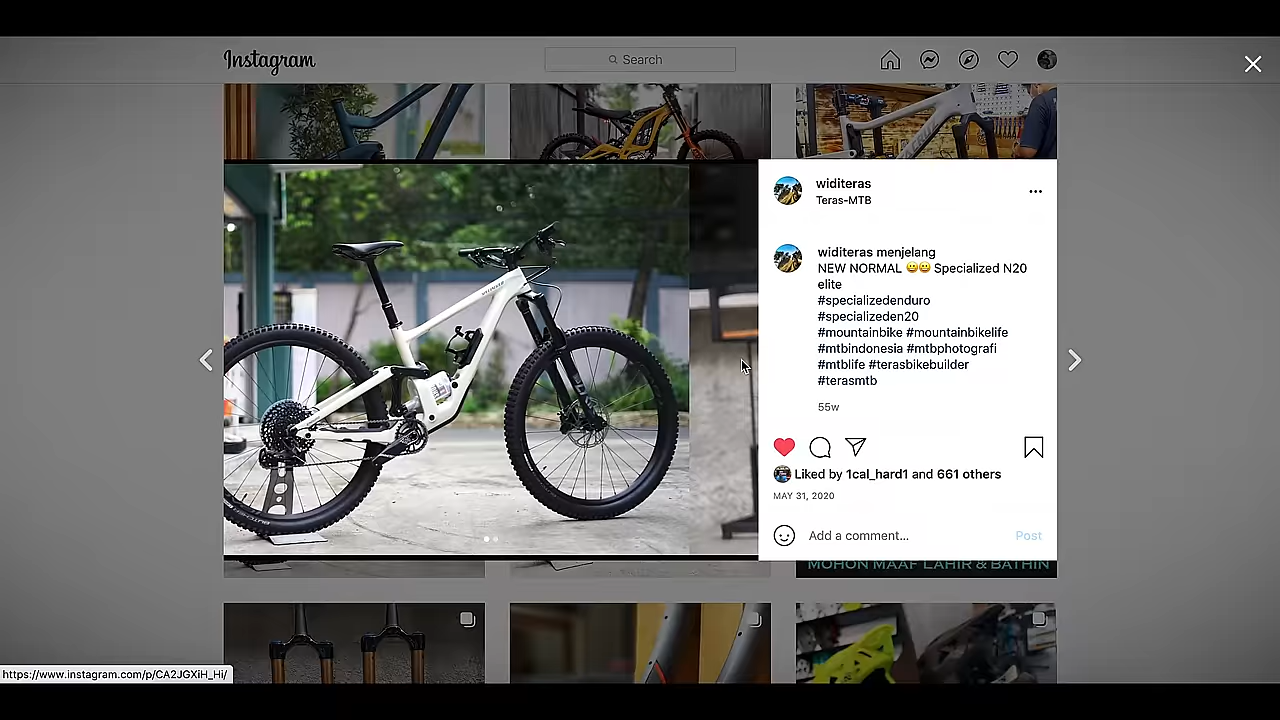 Instagram
Search
widiteras
Teras-MTB
widiteras menjelang
NEW NORMAL 😀😀 Specialized N20
elite
#specializedenduro
#specializeden20
#mountainbike #mountainbikelife
#mtbindonesia #mtbphotografi
#mtblife #terasbikebuilder
#terasmtb
55w
Liked by 1cal_hard1 and 661 others
MAY 31, 2020
Add a comment...
Post
MOHON MAAF LAHIR & BATHIN
https://www.instagram.com/p/CA2JGXiH_Hi/